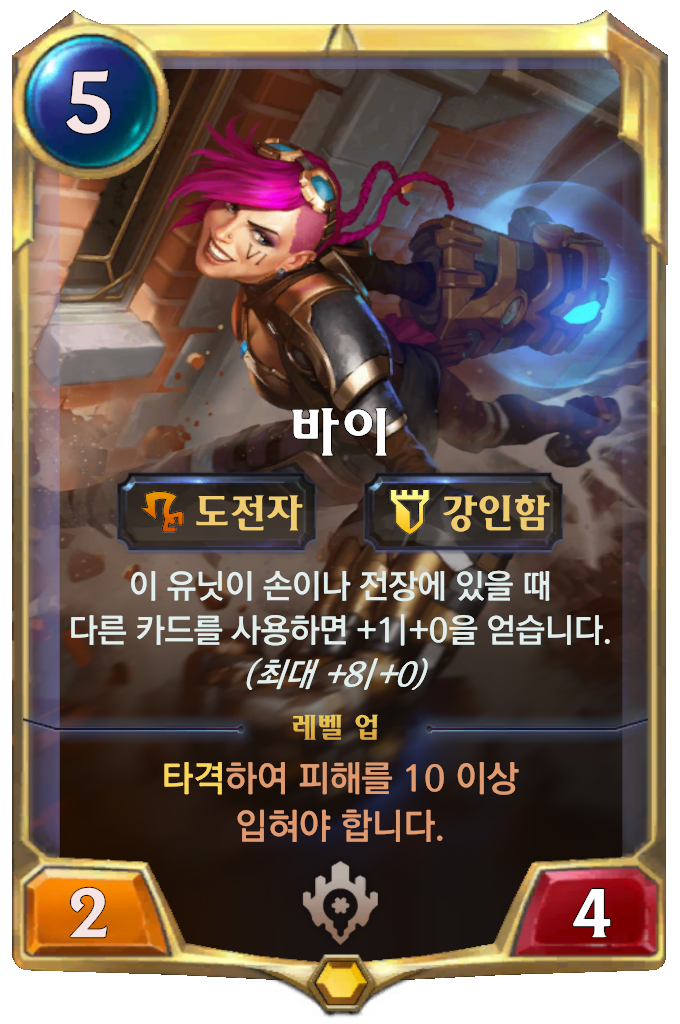 5
VI
바이
도전자 강인함
이 유닛이 손이나 전장에 있을 때
다른 카드를 사용하면 +1|+0을 얻습니다.
(최대 +8|+0)
레벨 업
타격하여 피해를 10 이상
입혀야 합니다.
2 4